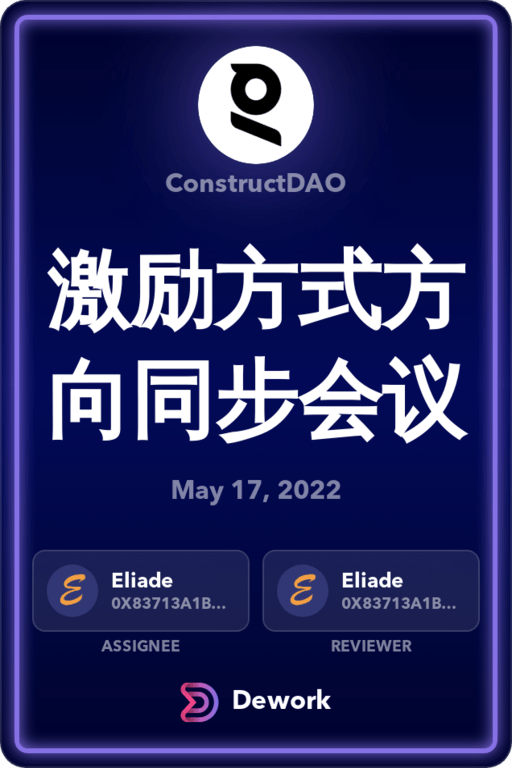 ConstructDAO
激励方式方
向同步会议
May 17, 2022
Eliade
0X83713A1B...
ASSIGNEE
Eliade
0X83713A1B...
REVIEWER
Dework